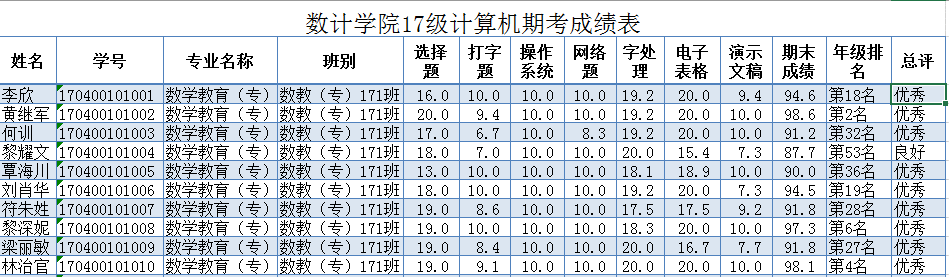 数计学院17级计算机期考成绩表
姓名 学号 专业名称 班别 选择题 打字题 操作系统 网络题 字处理 电子表格 演示文稿 期末成绩 年级排名 总评
李欣 170400101001 数学教育（专） 数教（专）171班 16.0 10.0 10.0 10.0 19.2 20.0 9.4 94.6 第18名 优秀
黄继军 170400101002 数学教育（专） 数教（专）171班 20.0 9.4 10.0 10.0 19.2 20.0 10.0 98.6 第2名 优秀
何训 170400101003 数学教育（专） 数教（专）171班 17.0 6.7 10.0 8.3 19.2 20.0 10.0 91.2 第32名 优秀
黎耀文 170400101004 数学教育（专） 数教（专）171班 18.0 7.0 10.0 10.0 20.0 15.4 7.3 87.7 第53名 良好
覃海川 170400101005 数学教育（专） 数教（专）171班 13.0 10.0 10.0 10.0 18.1 18.9 10.0 90.0 第36名 优秀
刘肖华 170400101006 数学教育（专） 数教（专）171班 18.0 10.0 10.0 10.0 19.2 20.0 7.3 94.5 第19名 优秀
符朱姓 170400101007 数学教育（专） 数教（专）171班 19.0 8.6 10.0 10.0 17.5 17.5 9.2 91.8 第28名 优秀
黎琛妮 170400101008 数学教育（专） 数教（专）171班 19.0 10.0 10.0 10.0 18.3 20.0 10.0 97.3 第6名 优秀
梁丽敏 170400101009 数学教育（专） 数教（专）171班 19.0 8.4 10.0 10.0 20.0 16.7 7.7 91.8 第27名 优秀
林治官 170400101010 数学教育（专） 数教（专）171班 19.0 9.1 10.0 10.0 20.0 20.0 10.0 98.1 第4名 优秀